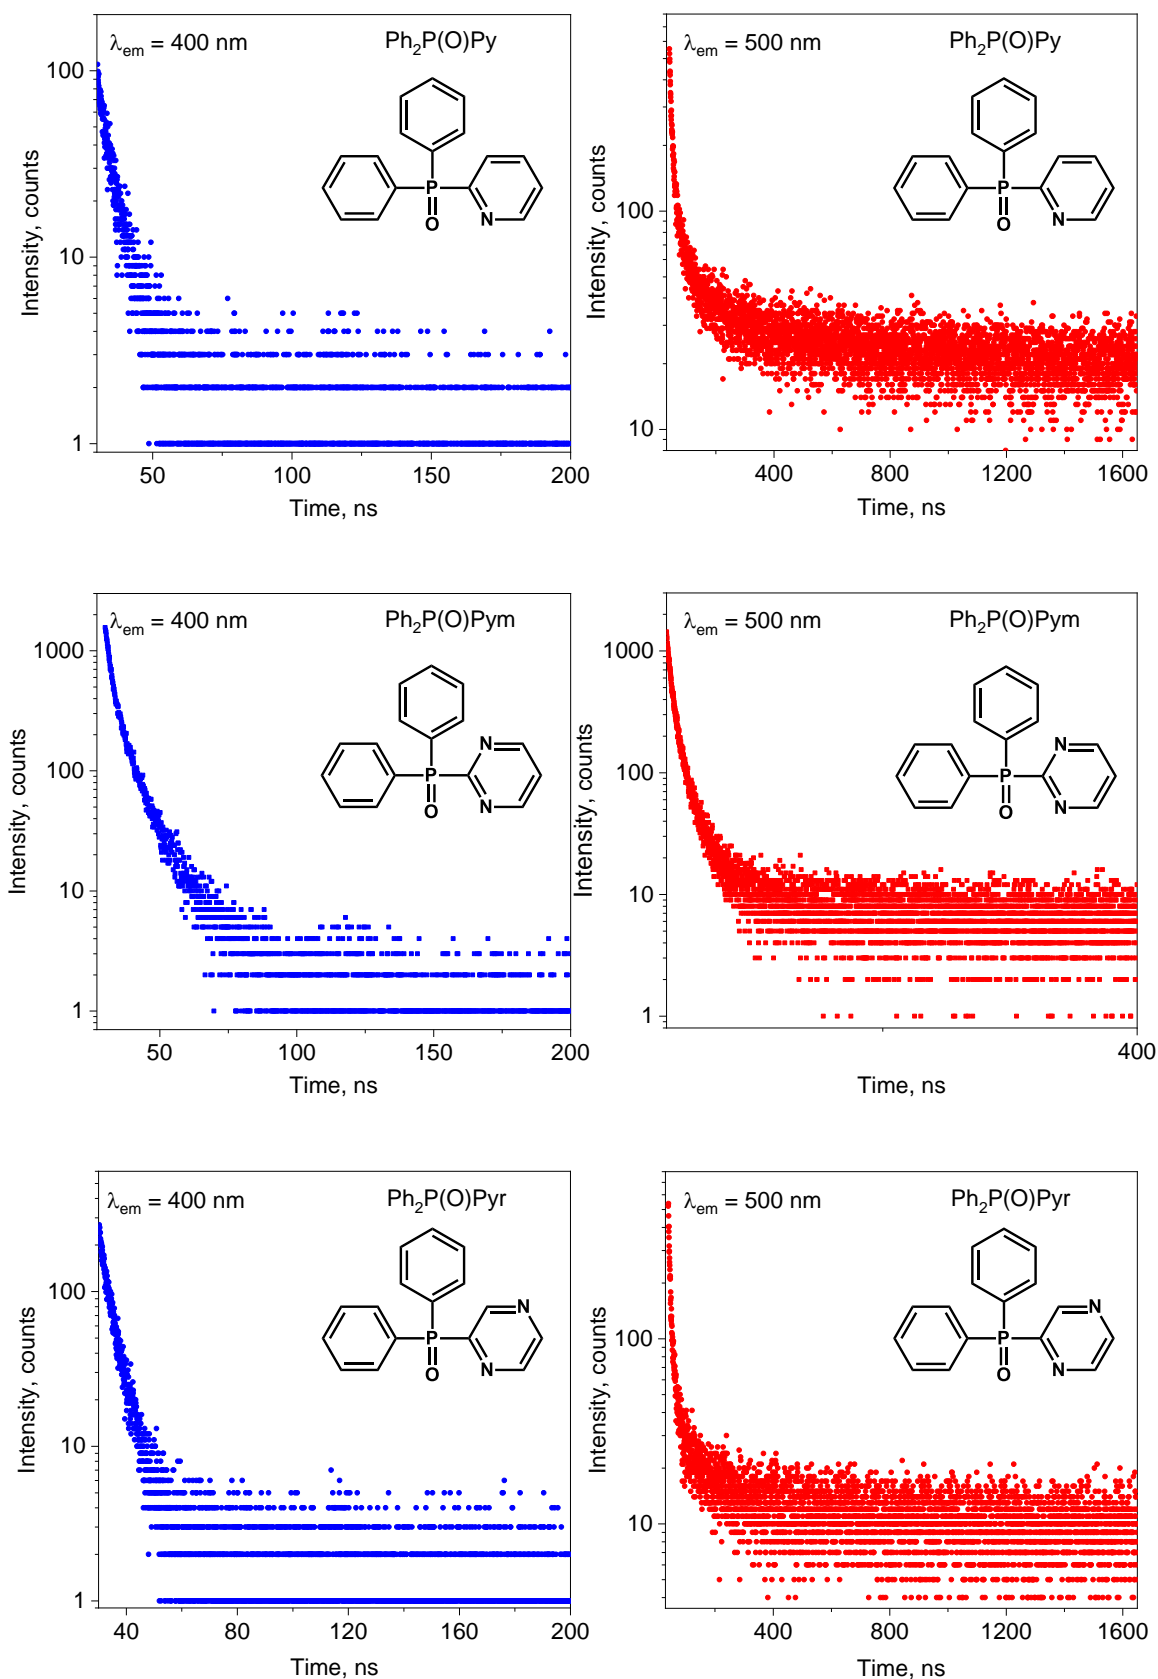 λem = 400 nm
Ph2P(O)Py
100
10
1
Intensity, counts
P
O
N
50
100
150
200
Time, ns
λem = 500 nm
Ph2P(O)Py
100
10
Intensity, counts
P
O
N
400
800
1200
1600
Time, ns
λem = 400 nm
Ph2P(O)Pym
1000
100
10
1
Intensity, counts
N
P
O
N
50
100
150
200
Time, ns
λem = 500 nm
Ph2P(O)Pym
1000
100
10
1
Intensity, counts
N
P
O
N
400
Time, ns
λem = 400 nm
Ph2P(O)Pyr
100
10
1
Intensity, counts
N
P
O
N
40
80
120
160
200
Time, ns
λem = 500 nm
Ph2P(O)Pyr
100
10
Intensity, counts
N
P
O
N
400
800
1200
1600
Time, ns